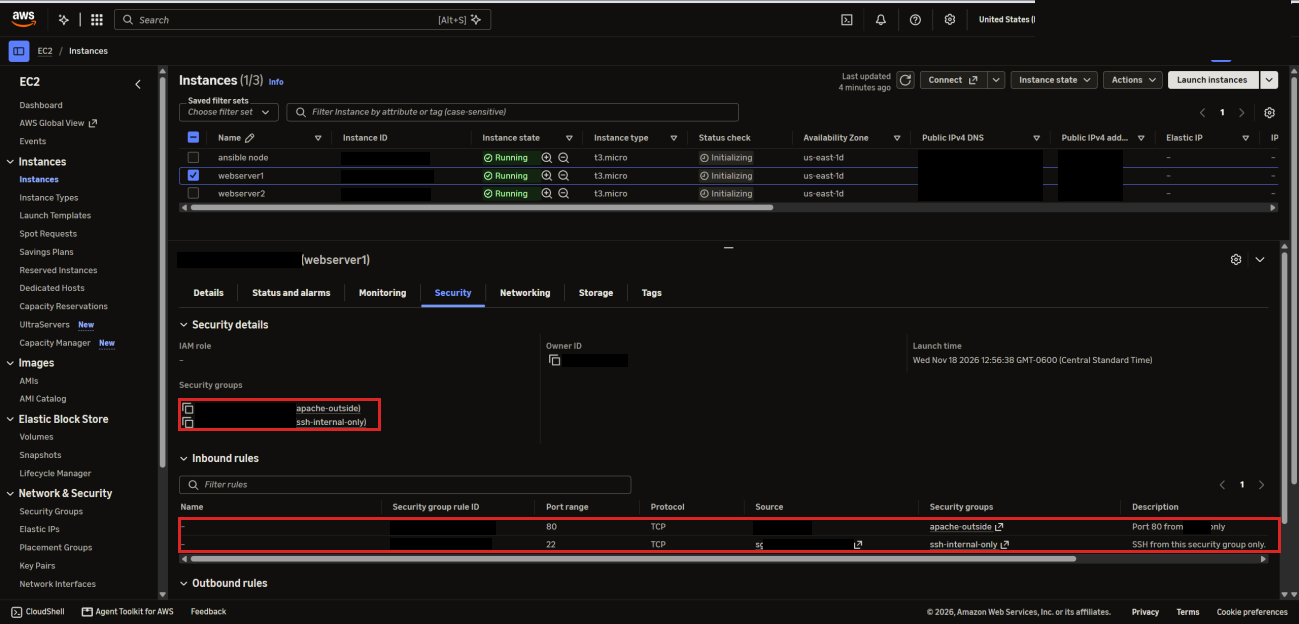 aws
Search [Alt+S]
United States (
EC2 / Instances
EC2
Dashboard
AWS Global View
Events
Instances
Instances
Instance Types
Launch Templates
Spot Requests
Savings Plans
Reserved Instances
Dedicated Hosts
Capacity Reservations
UltraServers New
Capacity Manager New
Images
AMIs
AMI Catalog
Elastic Block Store
Volumes
Snapshots
Lifecycle Manager
Network & Security
Security Groups
Elastic IPs
Placement Groups
Key Pairs
Network Interfaces
Instances (1/3) Info
Last updated
4 minutes ago
Connect
Instance state
Actions
Launch instances
Saved filter sets
Choose filter set
Filter Instance by attribute or tag (case-sensitive)
1
Name Instance ID Instance state Instance type Status check Availability Zone Public IPv4 DNS Public IPv4 add... Elastic IP IP
ansible node Running t3.micro Initializing us-east-1d – –
webserver1 Running t3.micro Initializing us-east-1d – –
webserver2 Running t3.micro Initializing us-east-1d – –
(webserver1)
Details Status and alarms Monitoring Security Networking Storage Tags
Security details
IAM role
–
Owner ID
Launch time
Wed Nov 18 2026 12:56:38 GMT-0600 (Central Standard Time)
Security groups
apache-outside)
ssh-internal-only)
Inbound rules
Filter rules
1
Name Security group rule ID Port range Protocol Source Security groups Description
– 80 TCP apache-outside Port 80 from only
– 22 TCP ssh-internal-only SSH from this security group only.
Outbound rules
CloudShell Agent Toolkit for AWS Feedback
© 2026, Amazon Web Services, Inc. or its affiliates. Privacy Terms Cookie preferences